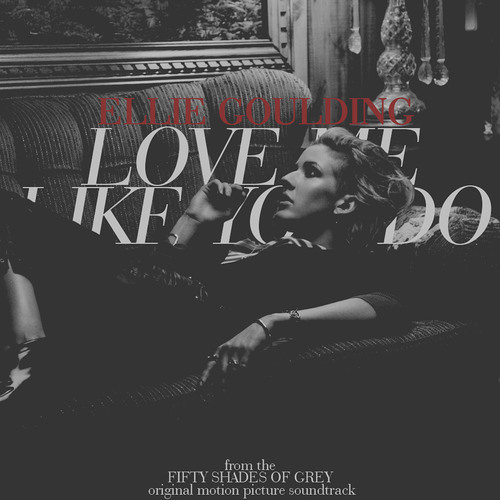 ELLIE GOULDING
LOVE ME
LIKE YOU DO
from the
FIFTY SHADES OF GREY
original motion picture soundtrack